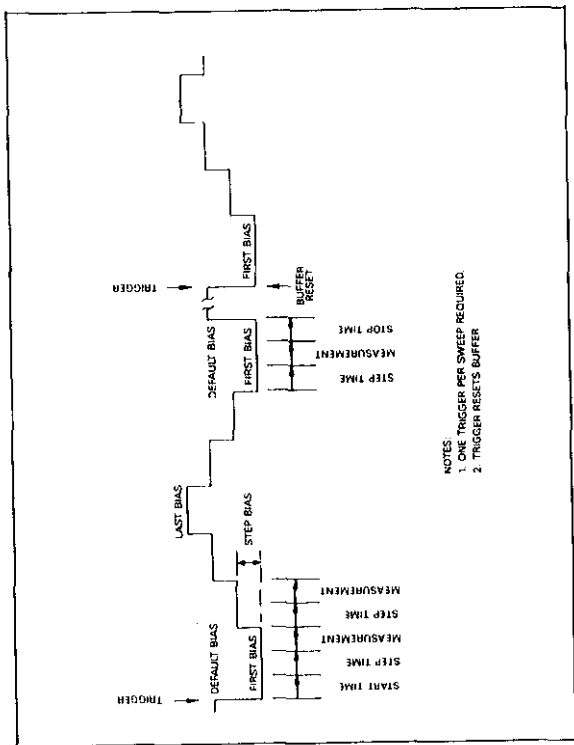 TRIGGER
DEFAULT BIAS
FIRST BIAS
START TIME
STEP TIME
MEASUREMENT
STEP TIME
MEASUREMENT
STEP BIAS
LAST BIAS
DEFAULT BIAS
FIRST BIAS
STEP TIME
MEASUREMENT
STOP TIME
TRIGGER
BUFFER
RESET
FIRST BIAS
NOTES:
1. ONE TRIGGER PER SWEEP REQUIRED.
2. TRIGGER RESETS BUFFER